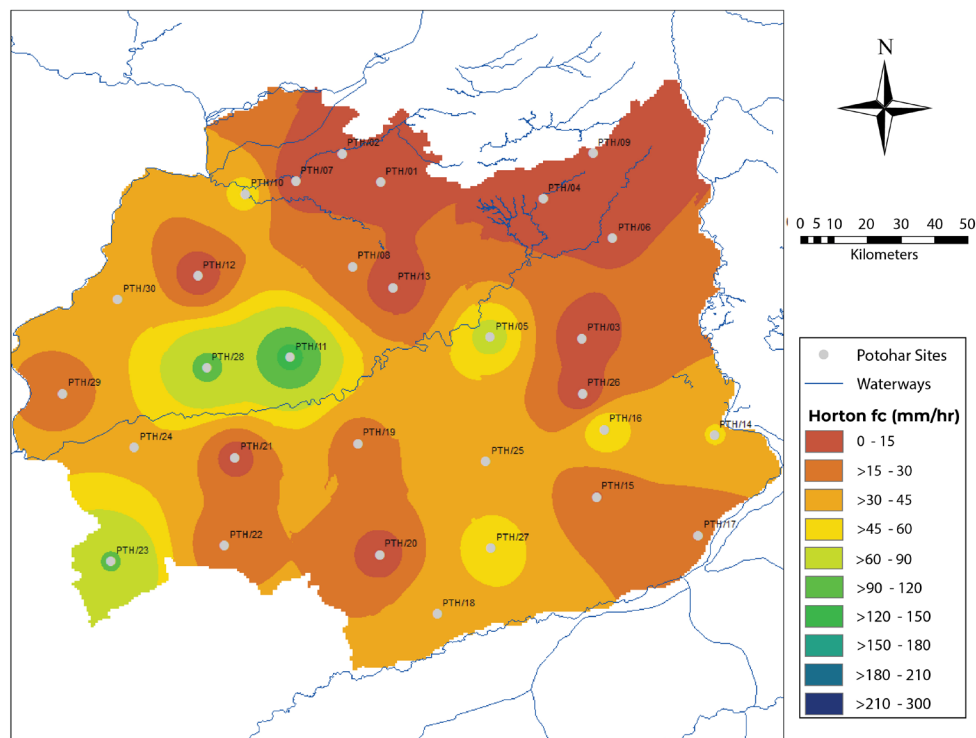 N
PTH/02
PTH/09
PTH/07
PTH/01
PTH/10
PTH/04
PTH/06
PTH/08
PTH/12
PTH/13
PTH/30
PTH/05
PTH/03
PTH/11
PTH/28
PTH/29
PTH/26
PTH/16
PTH/14
PTH/24
PTH/19
PTH/21
PTH/25
PTH/15
PTH/17
PTH/22
PTH/20
PTH/27
PTH/23
PTH/18
0 5 10 20 30 40 50
Kilometers
Potohar Sites
Waterways
Horton fc (mm/hr)
0 - 15
>15 - 30
>30 - 45
>45 - 60
>60 - 90
>90 - 120
>120 - 150
>150 - 180
>180 - 210
>210 - 300